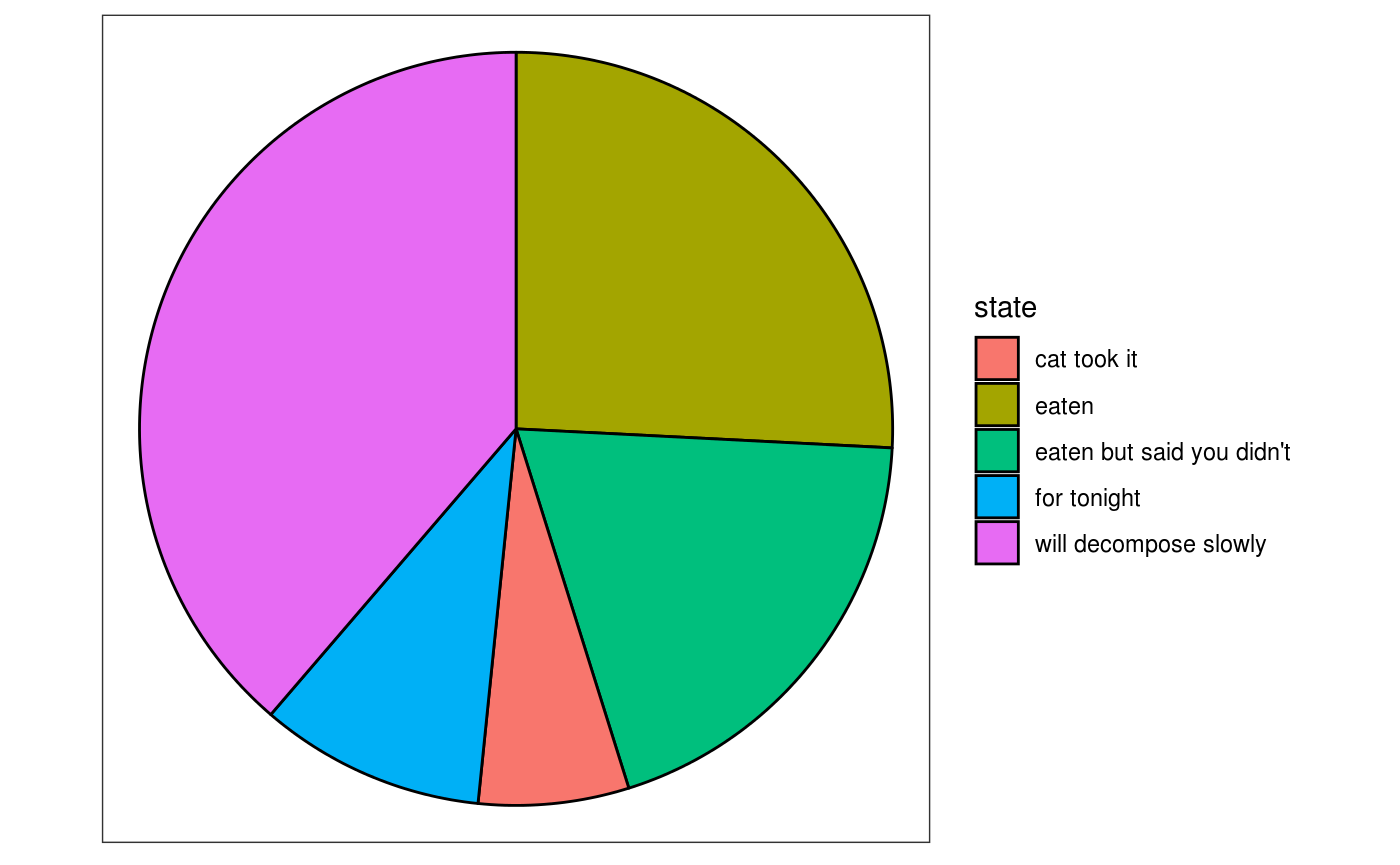 state
cat took it
eaten
eaten but said you didn't
for tonight
will decompose slowly